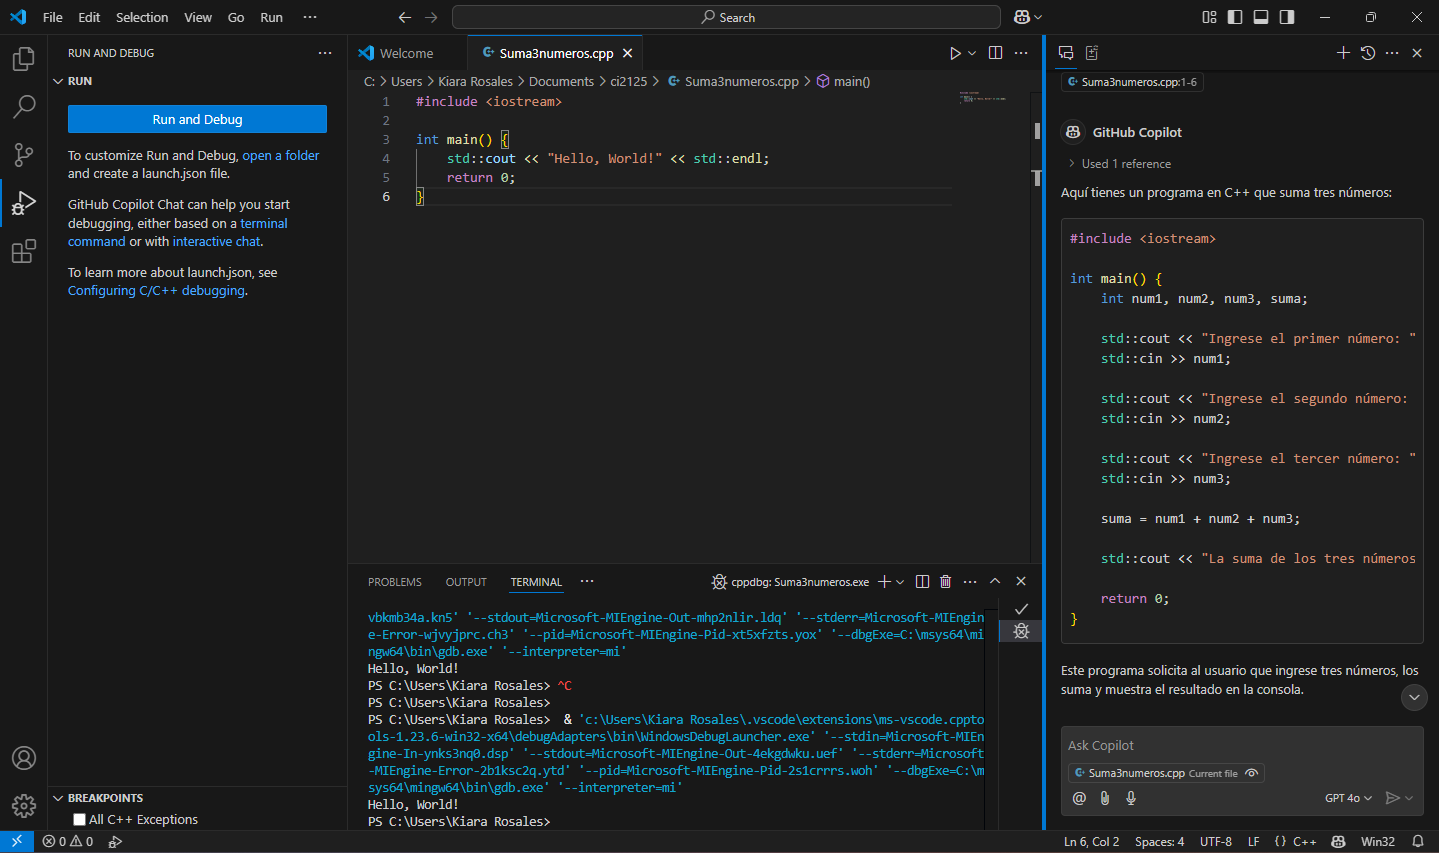 File Edit Selection View Go Run ···
Search
RUN AND DEBUG ···
RUN
Run and Debug
To customize Run and Debug, open a folder
and create a launch.json file.
GitHub Copilot Chat can help you start
debugging, either based on a terminal
command or with interactive chat.
To learn more about launch.json, see
Configuring C/C++ debugging.
BREAKPOINTS
All C++ Exceptions
Welcome
Suma3numeros.cpp
C: > Users > Kiara Rosales > Documents > ci2125 > Suma3numeros.cpp > main()
1 #include <iostream>
2
3 int main() {
4 std::cout << "Hello, World!" << std::endl;
5 return 0;
6 }
PROBLEMS OUTPUT TERMINAL ···
cppdbg: Suma3numeros.exe
vbkmb34a.kn5' '--stdout=Microsoft-MIEngine-Out-mhp2nlir.ldq' '--stderr=Microsoft-MIEngin
e-Error-wjvyjprc.ch3' '--pid=Microsoft-MIEngine-Pid-xt5xfzts.yox' '--dbgExe=C:\msys64\mi
ngw64\bin\gdb.exe' '--interpreter=mi'
Hello, World!
PS C:\Users\Kiara Rosales> ^C
PS C:\Users\Kiara Rosales>
PS C:\Users\Kiara Rosales>  & 'c:\Users\Kiara Rosales\.vscode\extensions\ms-vscode.cppto
ols-1.23.6-win32-x64\debugAdapters\bin\WindowsDebugLauncher.exe' '--stdin=Microsoft-MIEn
gine-In-ynks3nq0.dsp' '--stdout=Microsoft-MIEngine-Out-4ekgdwku.uef' '--stderr=Microsoft
-MIEngine-Error-2b1ksc2q.ytd' '--pid=Microsoft-MIEngine-Pid-2s1crrrs.woh' '--dbgExe=C:\m
sys64\mingw64\bin\gdb.exe' '--interpreter=mi'
Hello, World!
PS C:\Users\Kiara Rosales>
Suma3numeros.cpp:1-6
GitHub Copilot
Used 1 reference
Aquí tienes un programa en C++ que suma tres números:
#include <iostream>
int main() {
int num1, num2, num3, suma;
std::cout << "Ingrese el primer número: "
std::cin >> num1;
std::cout << "Ingrese el segundo número:
std::cin >> num2;
std::cout << "Ingrese el tercer número: "
std::cin >> num3;
suma = num1 + num2 + num3;
std::cout << "La suma de los tres números
return 0;
}
Este programa solicita al usuario que ingrese tres números, los
suma y muestra el resultado en la consola.
Ask Copilot
Suma3numeros.cpp Current file
@
GPT 4o
0 0
Ln 6, Col 2 Spaces: 4 UTF-8 LF {} C++ Win32